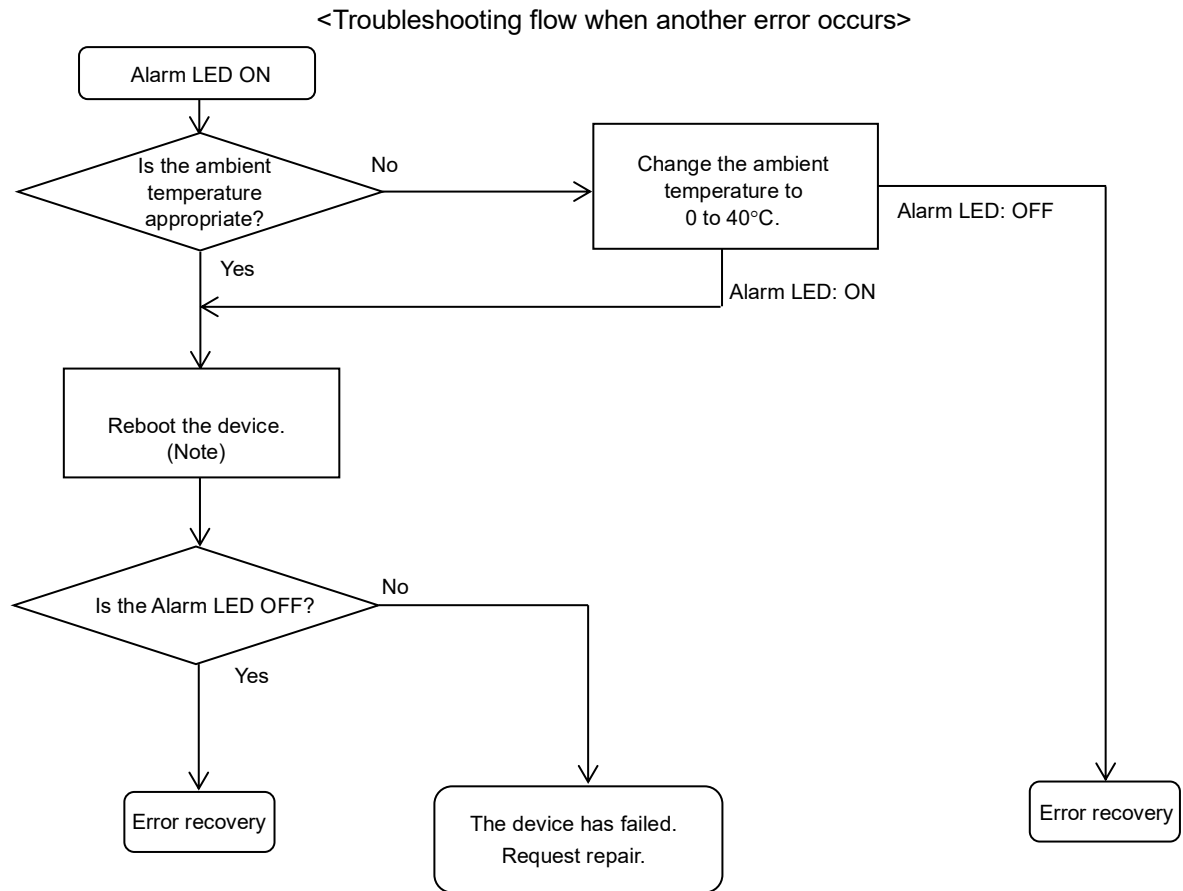 <Troubleshooting flow when another error occurs>
Alarm LED ON
Is the ambient
temperature
appropriate?
No
Change the ambient
temperature to
0 to 40°C.
Alarm LED: OFF
Yes
Alarm LED: ON
Reboot the device.
(Note)
Is the Alarm LED OFF?
No
Yes
Error recovery
The device has failed.
Request repair.
Error recovery